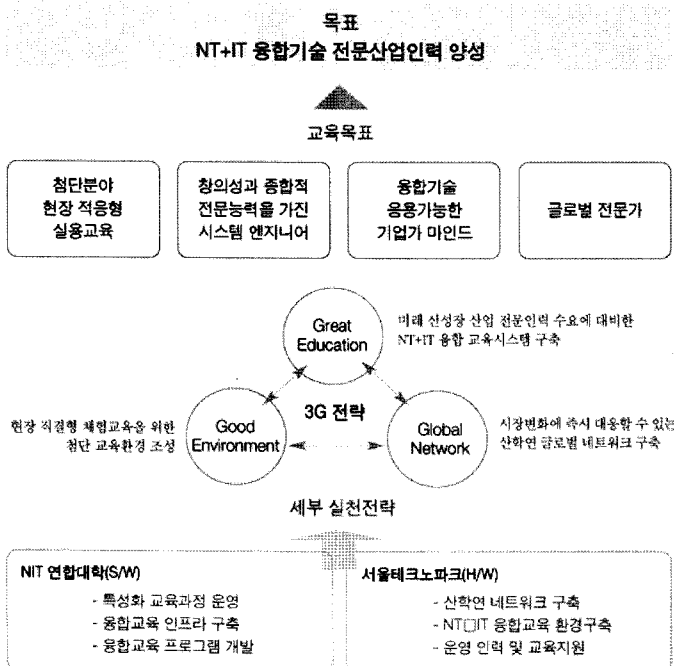 목표
NT+IT 융합기술 전문산업인력 양성
교육목표
첨단분야
현장 적응형
실용교육
창의성과 종합적
전문능력을 가진
시스템 엔지니어
융합기술
응용가능한
기업가 마인드
글로벌 전문가
Great
Education
미래 신성장 산업 전문인력 수요에 대비한
NT+IT 융합 교육시스템 구축
3G 전략
현장 직결형 체험교육을 위한
첨단 교육환경 조성
Good
Environment
Global
Network
시장변화에 즉시 대응할 수 있는
산학연 글로벌 네트워크 구축
세부 실천전략
NIT 연합대학(S/W)
- 특성화 교육과정 운영
- 융합교육 인프라 구축
- 융합교육 프로그램 개발
서울테크노파크(H/W)
- 산학연 네트워크 구축
- NT□IT 융합교육 환경구축
- 운영 인력 및 교육지원